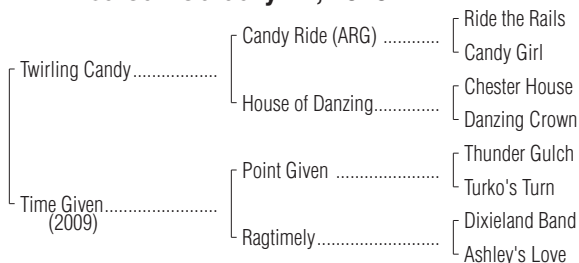 Ride the Rails
Candy Ride (ARG) ............
Candy Girl
Twirling Candy..................
Chester House
House of Danzing..............
Danzing Crown
Thunder Gulch
Point Given ......................
Turko's Turn
Time Given........................
(2009)
Dixieland Band
Ragtimely..........................
Ashley's Love